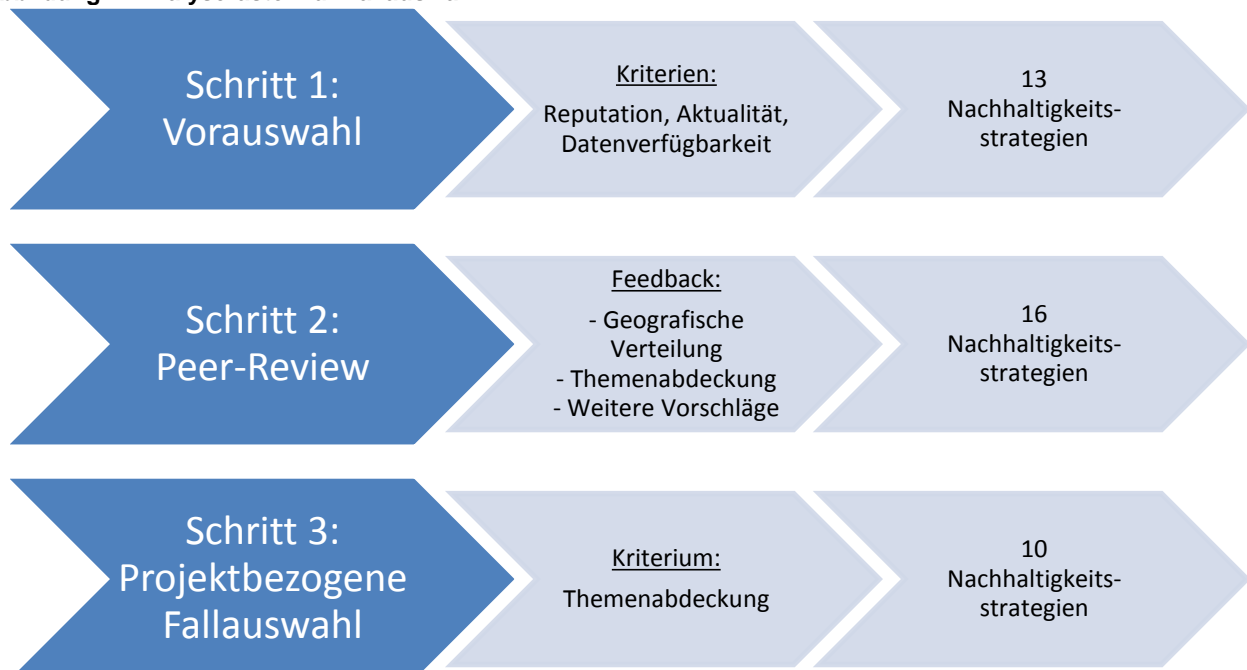 Schritt 1:
Vorauswahl
Kriterien:
Reputation, Aktualität,
Datenverfügbarkeit
13
Nachhaltigkeits-
strategien
Schritt 2:
Peer-Review
Feedback:
- Geografische
Verteilung
- Themenabdeckung
- Weitere Vorschläge
16
Nachhaltigkeits-
strategien
Schritt 3:
Projektbezogene
Fallauswahl
Kriterium:
Themenabdeckung
10
Nachhaltigkeits-
strategien